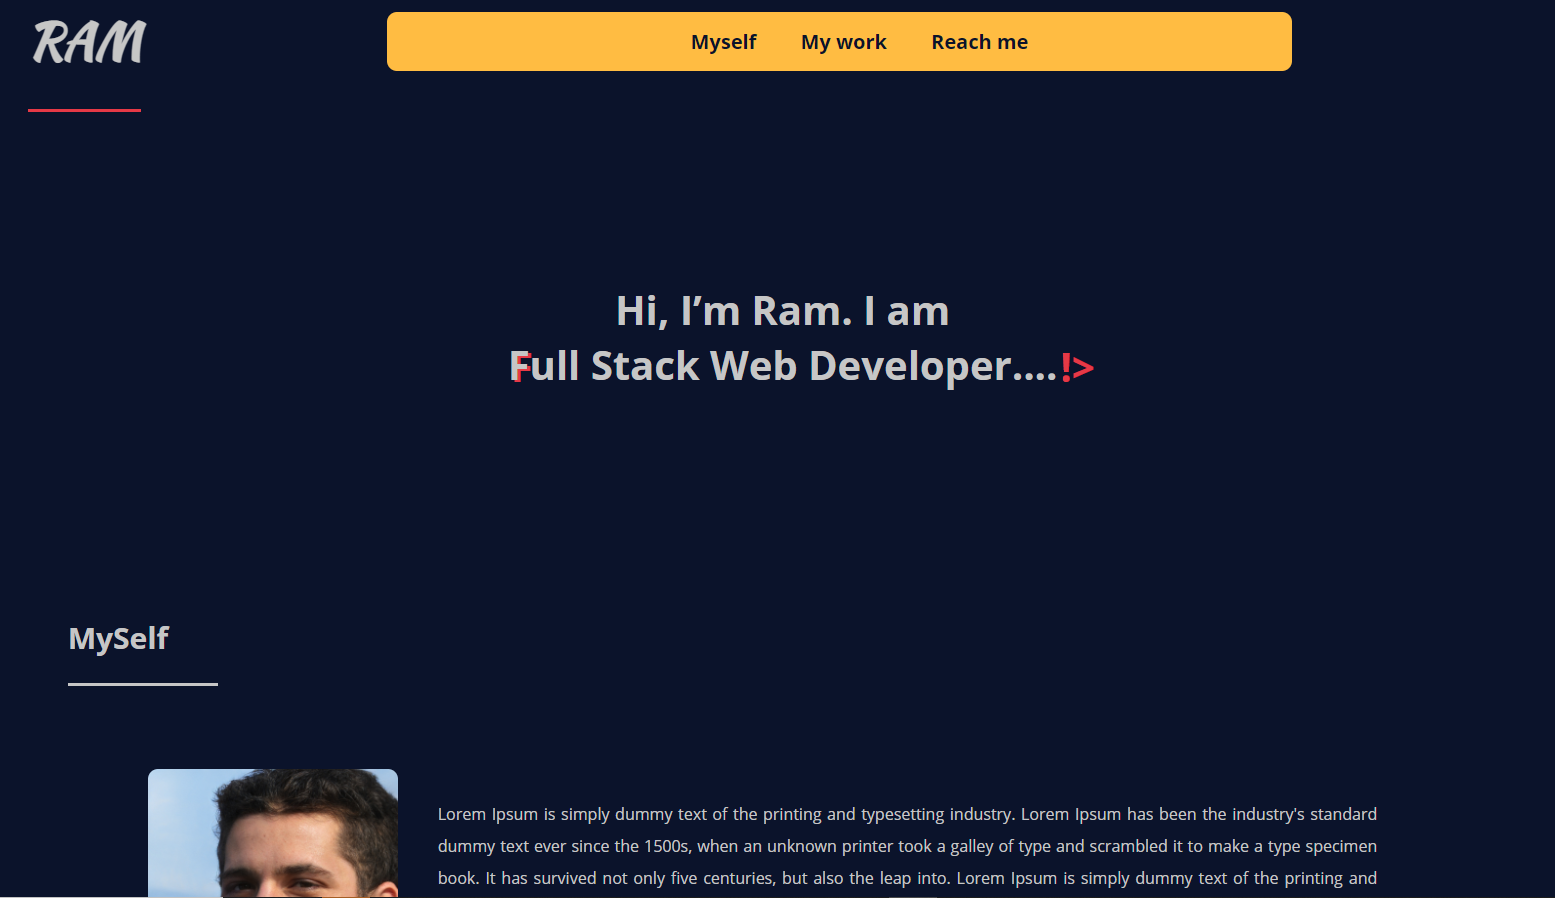 RAM
Myself My work Reach me
Hi, I’m Ram. I am
Full Stack Web Developer....!>
MySelf
Lorem Ipsum is simply dummy text of the printing and typesetting industry. Lorem Ipsum has been the industry's standard
dummy text ever since the 1500s, when an unknown printer took a galley of type and scrambled it to make a type specimen
book. It has survived not only five centuries, but also the leap into. Lorem Ipsum is simply dummy text of the printing and